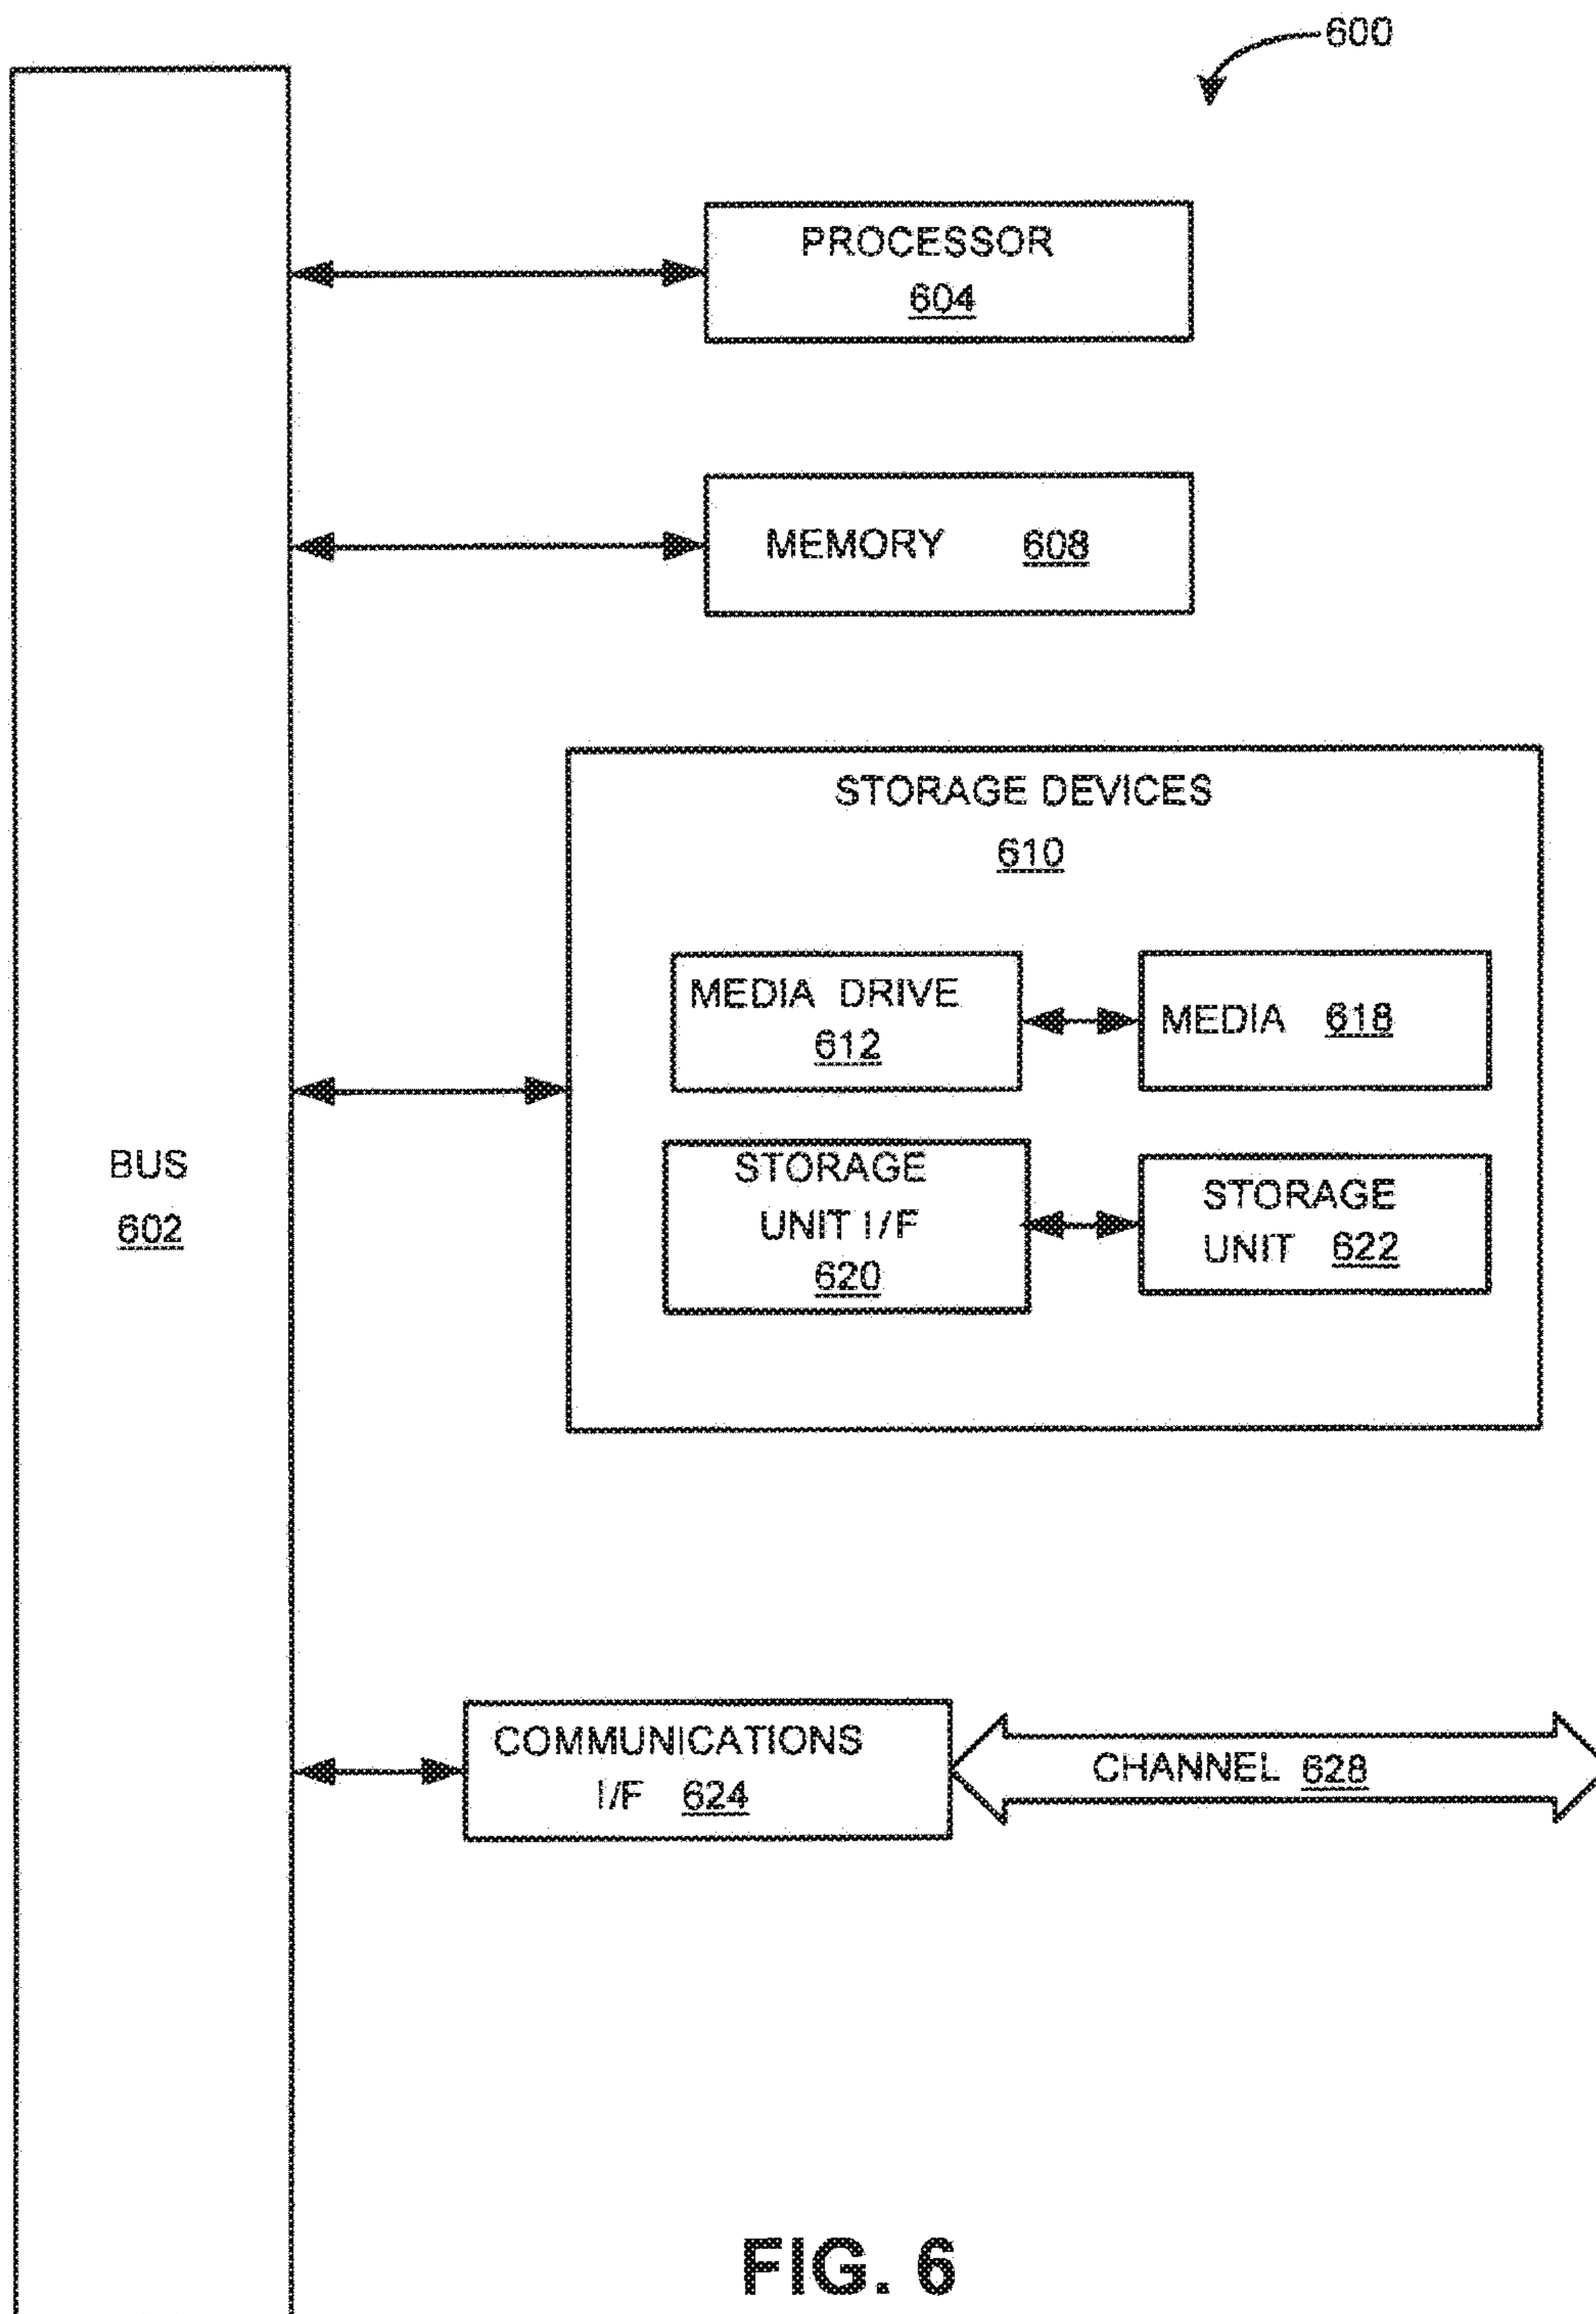 600
PROCESSOR
604
MEMORY 608
STORAGE DEVICES
610
MEDIA DRIVE
612
MEDIA 618
BUS
602
STORAGE
UNIT I/F
620
STORAGE
UNIT 622
COMMUNICATIONS
I/F 624
CHANNEL 628
FIG. 6